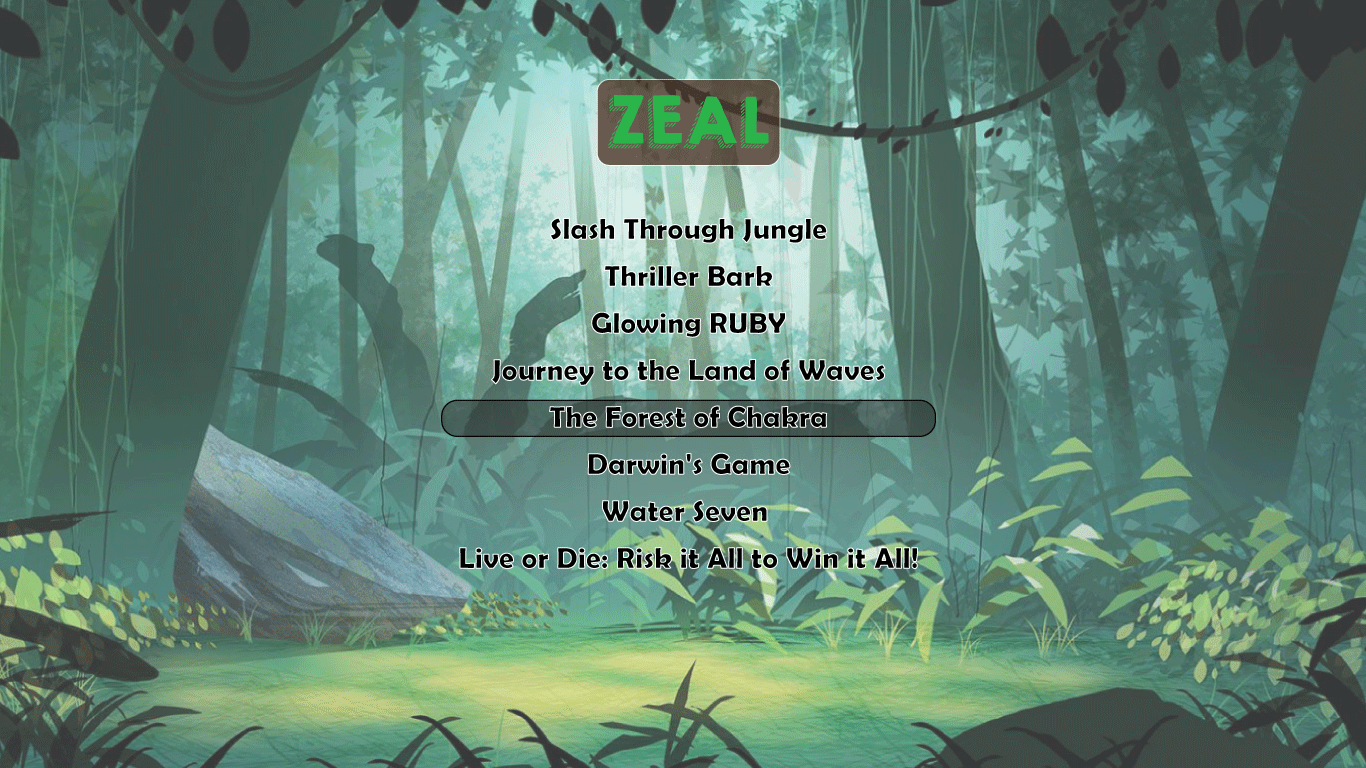 ZEAL
Slash Through Jungle
Thriller Bark
Glowing RUBY
Journey to the Land of Waves
The Forest of Chakra
Darwin's Game
Water Seven
Live or Die: Risk it All to Win it All!